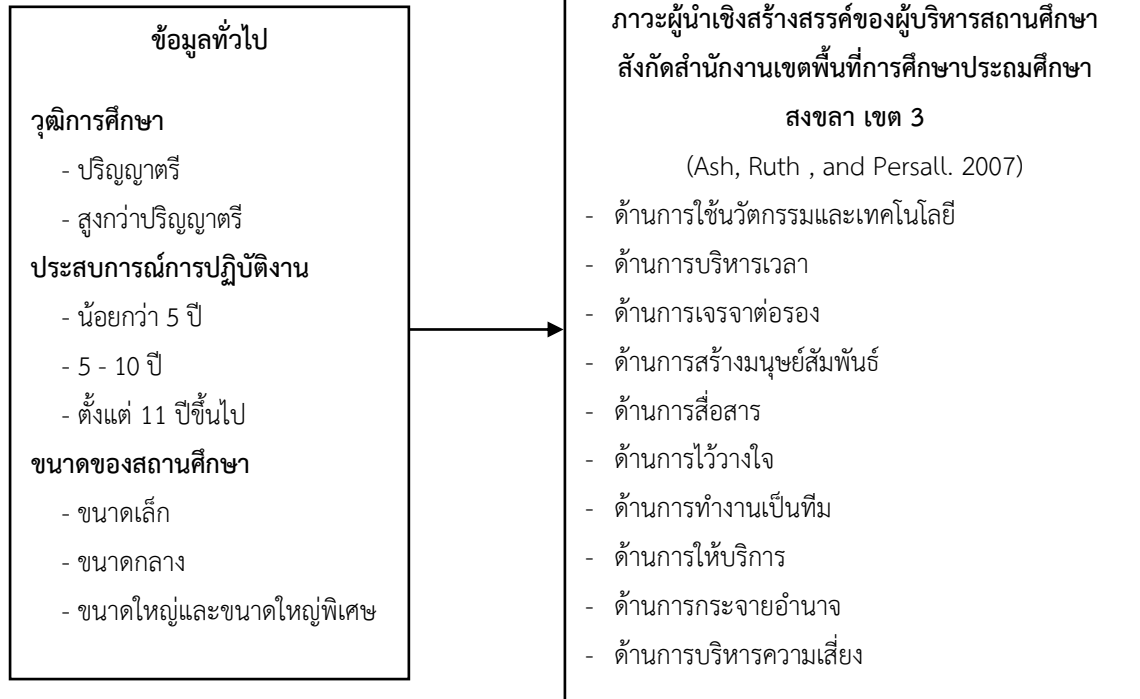 ข้อมูลทั่วไป
วุฒิการศึกษา
- ปริญญาตรี
- สูงกว่าปริญญาตรี
ประสบการณ์การปฏิบัติงาน
- น้อยกว่า 5 ปี
- 5 - 10 ปี
- ตั้งแต่ 11 ปีขึ้นไป
ขนาดของสถานศึกษา
- ขนาดเล็ก
- ขนาดกลาง
- ขนาดใหญ่และขนาดใหญ่พิเศษ
ภาวะผู้นำเชิงสร้างสรรค์ของผู้บริหารสถานศึกษา
สังกัดสำนักงานเขตพื้นที่การศึกษาประถมศึกษา
สงขลา เขต 3
(Ash, Ruth , and Persall. 2007)
- ด้านการใช้นวัตกรรมและเทคโนโลยี
- ด้านการบริหารเวลา
- ด้านการเจรจาต่อรอง
- ด้านการสร้างมนุษย์สัมพันธ์
- ด้านการสื่อสาร
- ด้านการไว้วางใจ
- ด้านการทำงานเป็นทีม
- ด้านการให้บริการ
- ด้านการกระจายอำนาจ
- ด้านการบริหารความเสี่ยง